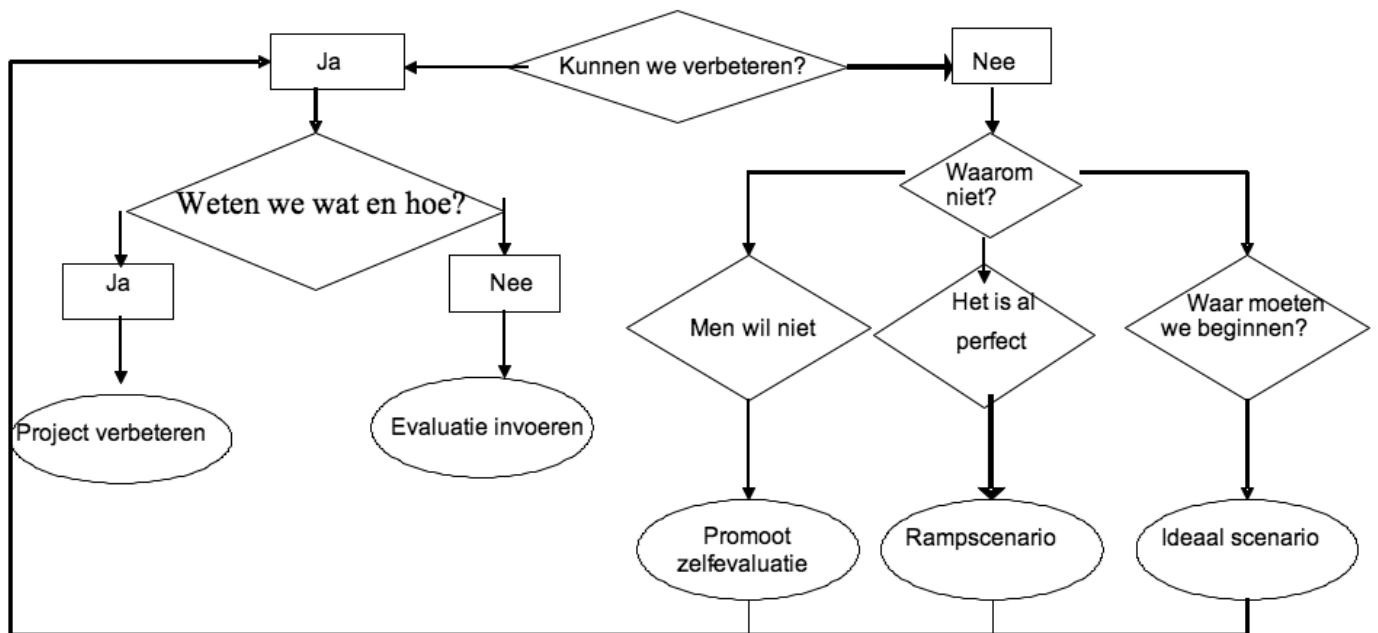 Ja
Kunnen we verbeteren?
Nee
Waarom
niet?
Weten we wat en hoe?
Ja
Nee
Men wil niet
Het is al
perfect
Waar moeten
we beginnen?
Project verbeteren
Evaluatie invoeren
Promoot
zelfevaluatie
Rampscenario
Ideaal scenario